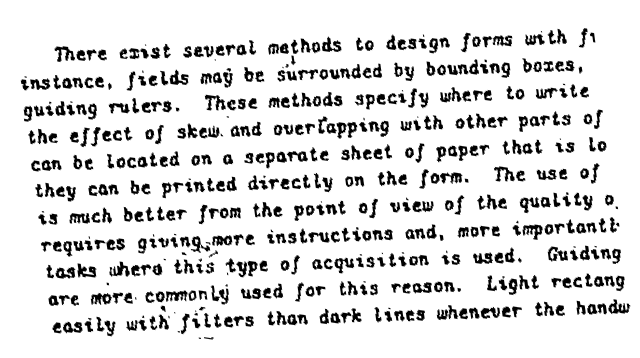 There exist several methods to design forms with fi
instance, fields may be surrounded by bounding boxes,
guiding rulers. These methods specify where to write
the effect of skew and overlapping with other parts of
can be located on a separate sheet of paper that is lo
they can be printed directly on the form. The use of
is much better from the point of view of the quality o
requires giving more instructions and, more importantl
tasks where this type of acquisition is used. Guiding
are more commonly used for this reason. Light rectang
easily with filters than dark lines whenever the handw